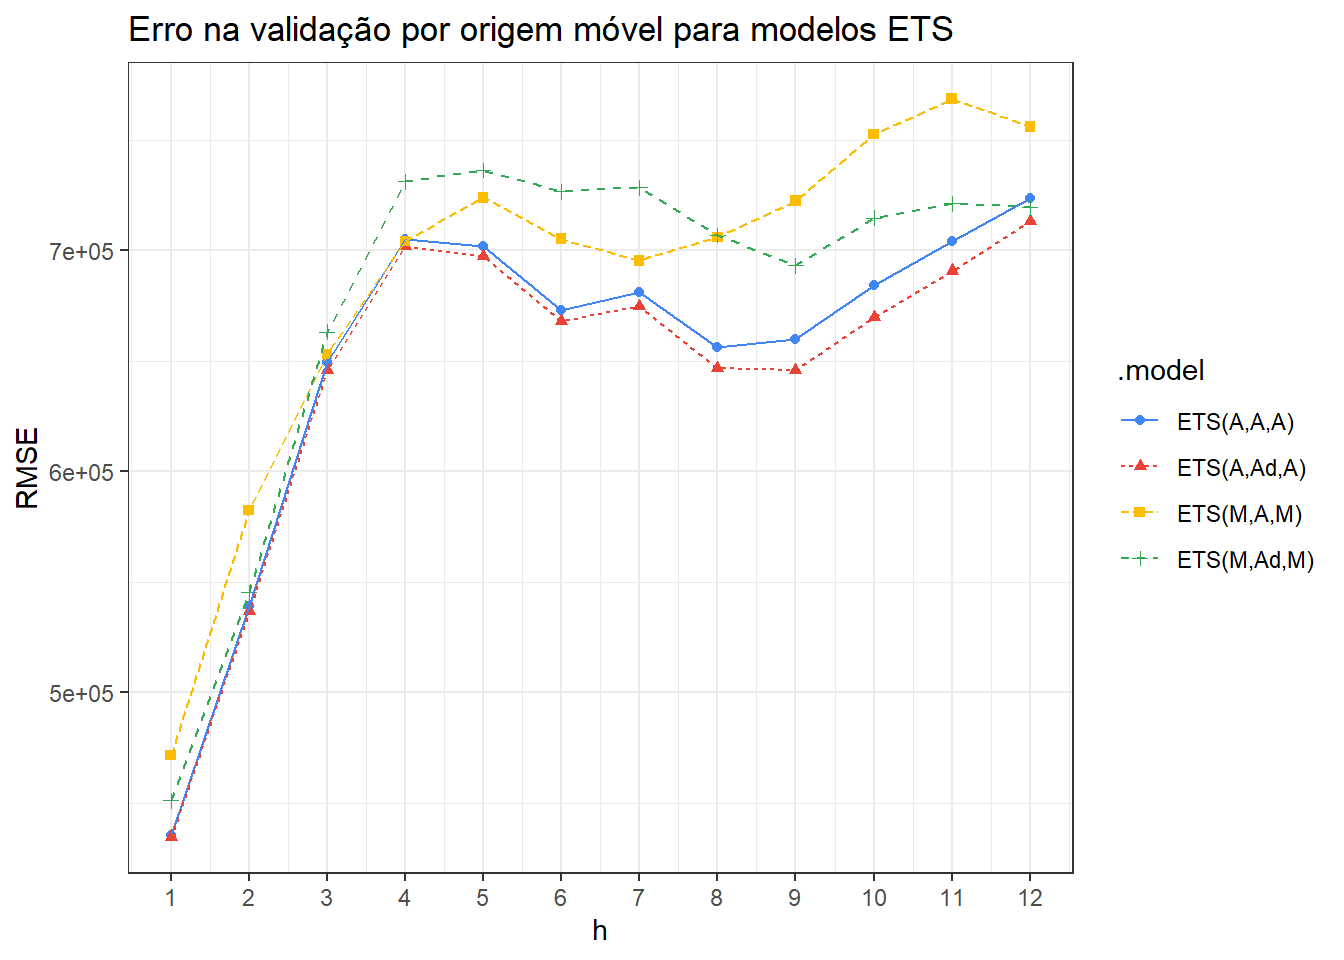 Erro na validação por origem móvel para modelos ETS
7e+05
6e+05
5e+05
RMSE
1 2 3 4 5 6 7 8 9 10 11 12
h
.model
ETS(A,A,A)
ETS(A,Ad,A)
ETS(M,A,M)
ETS(M,Ad,M)